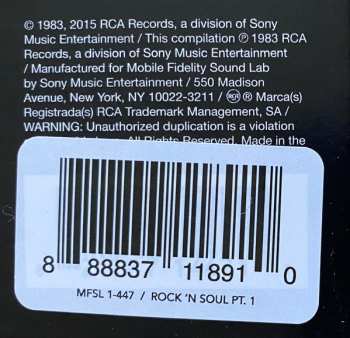 © 1983, 2015 RCA Records, a division of Sony
Music Entertainment / This compilation ℗ 1983 RCA
Records, a division of Sony Music Entertainment
/ Manufactured for Mobile Fidelity Sound Lab
by Sony Music Entertainment / 550 Madison
Avenue, New York, NY 10022-3211 / ® Marca(s)
Registrada(s) RCA Trademark Management, SA /
WARNING: Unauthorized duplication is a violation
All Rights Reserved. Made in the
8 88837 11891 0
MFSL 1-447 / ROCK 'N SOUL PT. 1